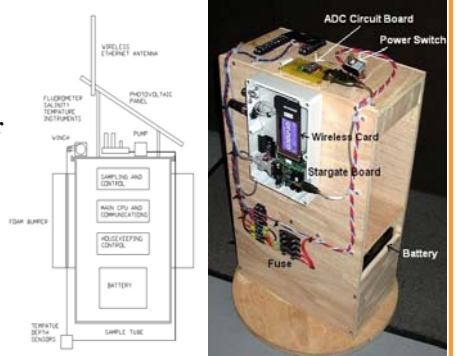 WIRELESS
ETHERNET ANTENNA
FLUOROMETER
SALINITY
TEMPATURE
INSTRUMENTS
PHOTOVOLTAIC
PANEL
WINCH
PUMP
SAMPLING AND
CONTROL
MAIN CPU AND
COMMUNICATIONS
HOUSEKEEPING
CONTROL
FOAM BUMPER
BATTERY
TEMPATUE
DEPTH
SENSORS
SAMPLE TUBE
r
ADC Circuit Board
Power Switch
Wireless Card
Stargate Board
Battery
Fuse